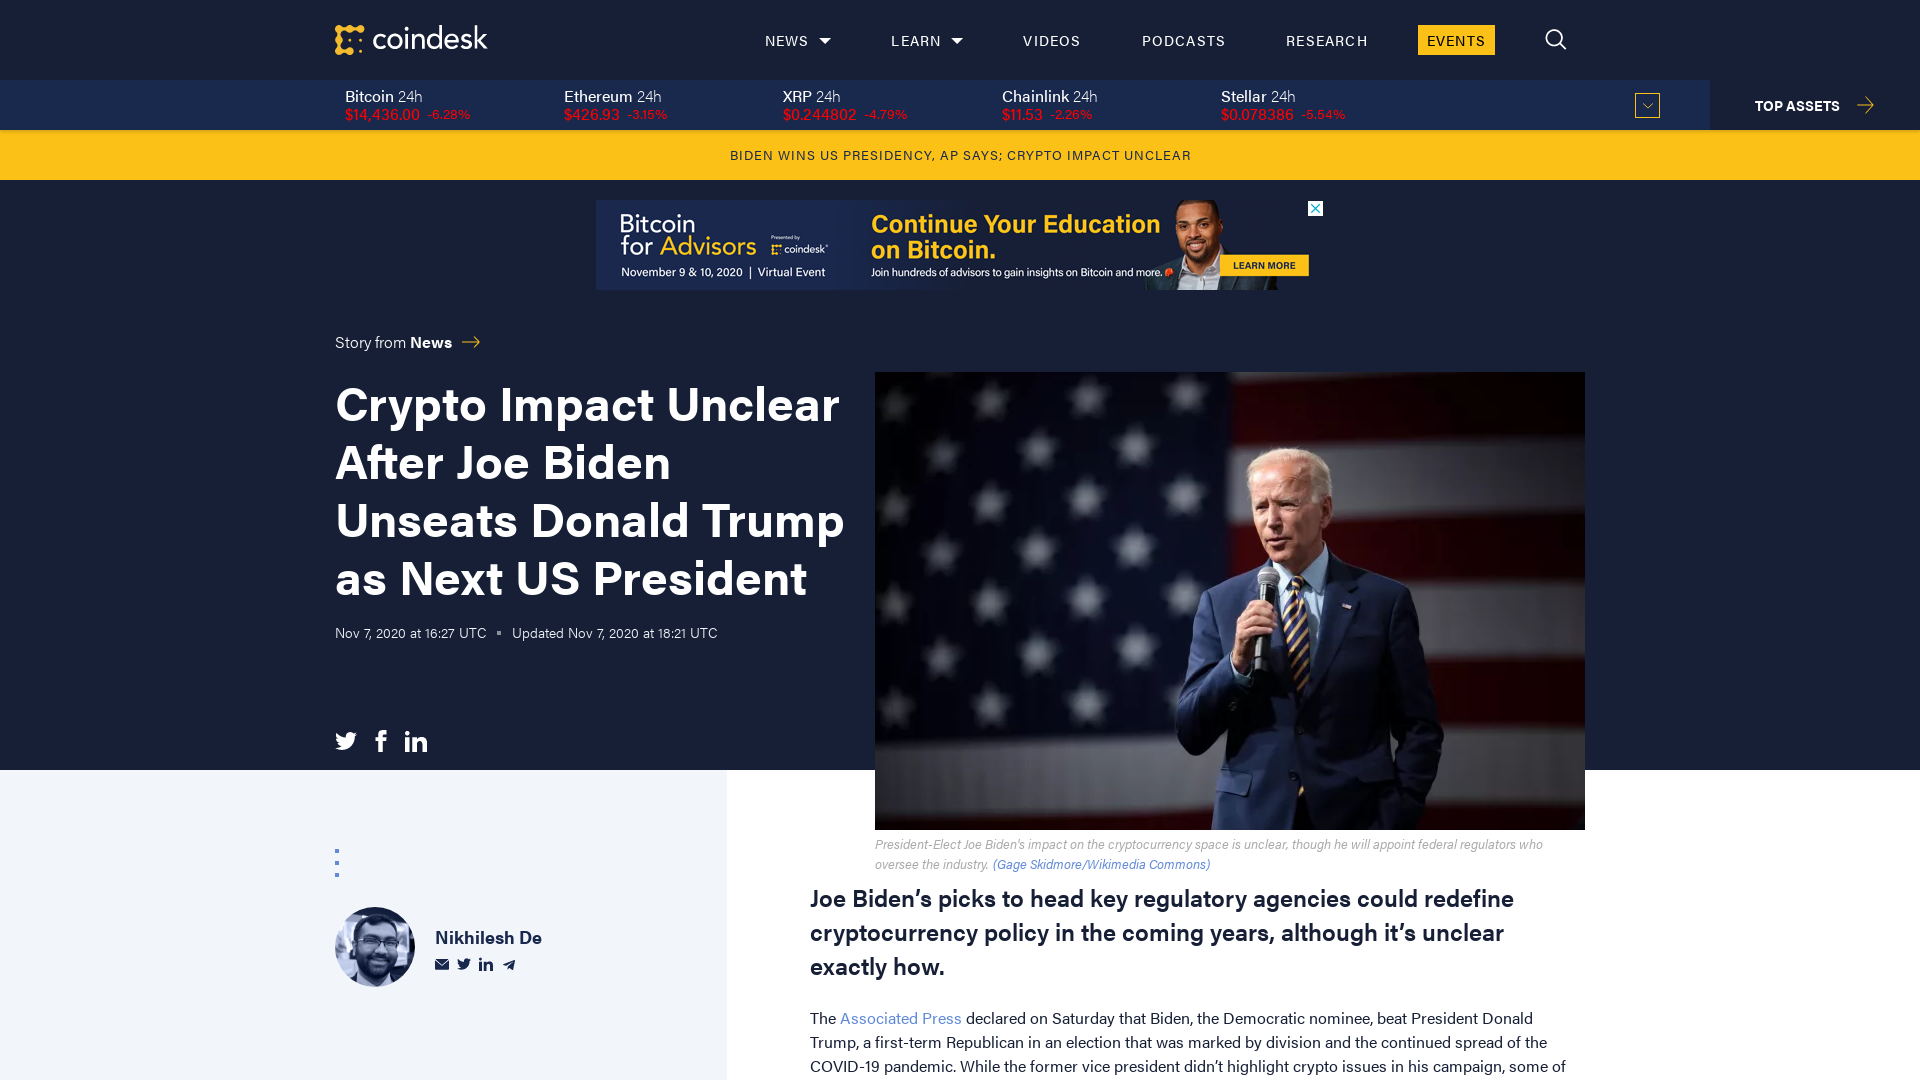 coindesk
NEWS
LEARN
VIDEOS
PODCASTS
RESEARCH
EVENTS
Bitcoin 24h
$14,436.00 -6.28%
Ethereum 24h
$426.93 -3.15%
XRP 24h
$0.244802 -4.79%
Chainlink 24h
$11.53 -2.26%
Stellar 24h
$0.078386 -5.54%
TOP ASSETS
BIDEN WINS US PRESIDENCY, AP SAYS; CRYPTO IMPACT UNCLEAR
Bitcoin
for Advisors
Presented by
coindesk
November 9 & 10, 2020 | Virtual Event
Continue Your Education
on Bitcoin.
Join hundreds of advisors to gain insights on Bitcoin and more.
LEARN MORE
Story from News
Crypto Impact Unclear
After Joe Biden
Unseats Donald Trump
as Next US President
Nov 7, 2020 at 16:27 UTC
Updated Nov 7, 2020 at 18:21 UTC
President-Elect Joe Biden's impact on the cryptocurrency space is unclear, though he will appoint federal regulators who
oversee the industry. (Gage Skidmore/Wikimedia Commons)
Nikhilesh De
Joe Biden’s picks to head key regulatory agencies could redefine
cryptocurrency policy in the coming years, although it’s unclear
exactly how.
The Associated Press declared on Saturday that Biden, the Democratic nominee, beat President Donald
Trump, a first-term Republican in an election that was marked by division and the continued spread of the
COVID-19 pandemic. While the former vice president didn’t highlight crypto issues in his campaign, some of